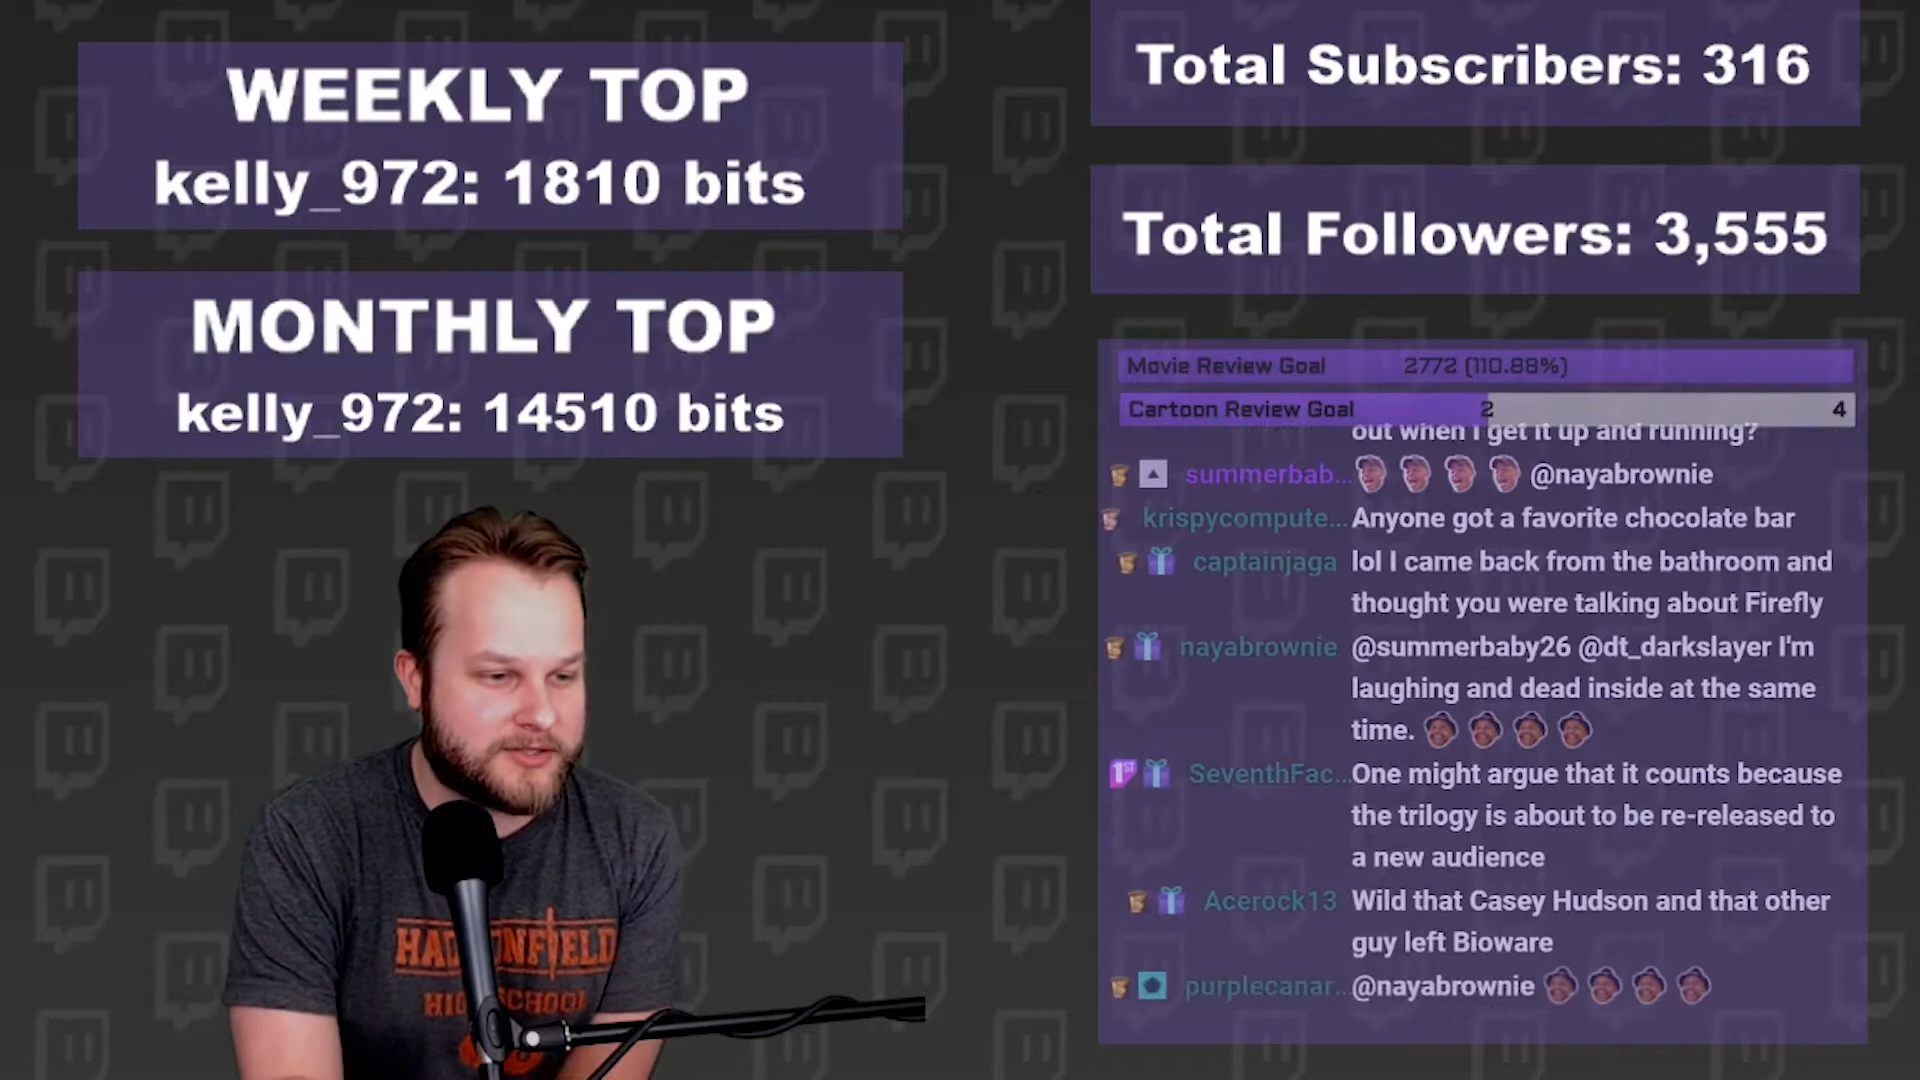 WEEKLY TOP
kelly_972: 1810 bits
MONTHLY TOP
kelly_972: 14510 bits
Total Subscribers: 316
Total Followers: 3,555
Movie Review Goal 2772 (110.88%)
Cartoon Review Goal 2 4
out when I get it up and running?
summerbab... @nayabrownie
krispycompute... Anyone got a favorite chocolate bar
captainjaga lol I came back from the bathroom and
thought you were talking about Firefly
nayabrownie @summerbaby26 @dt_darkslayer I'm
laughing and dead inside at the same
time.
1ST SeventhFac... One might argue that it counts because
the trilogy is about to be re-released to
a new audience
Acerock13 Wild that Casey Hudson and that other
guy left Bioware
purplecanar... @nayabrownie
HADDONFIELD
HIGH SCHOOL